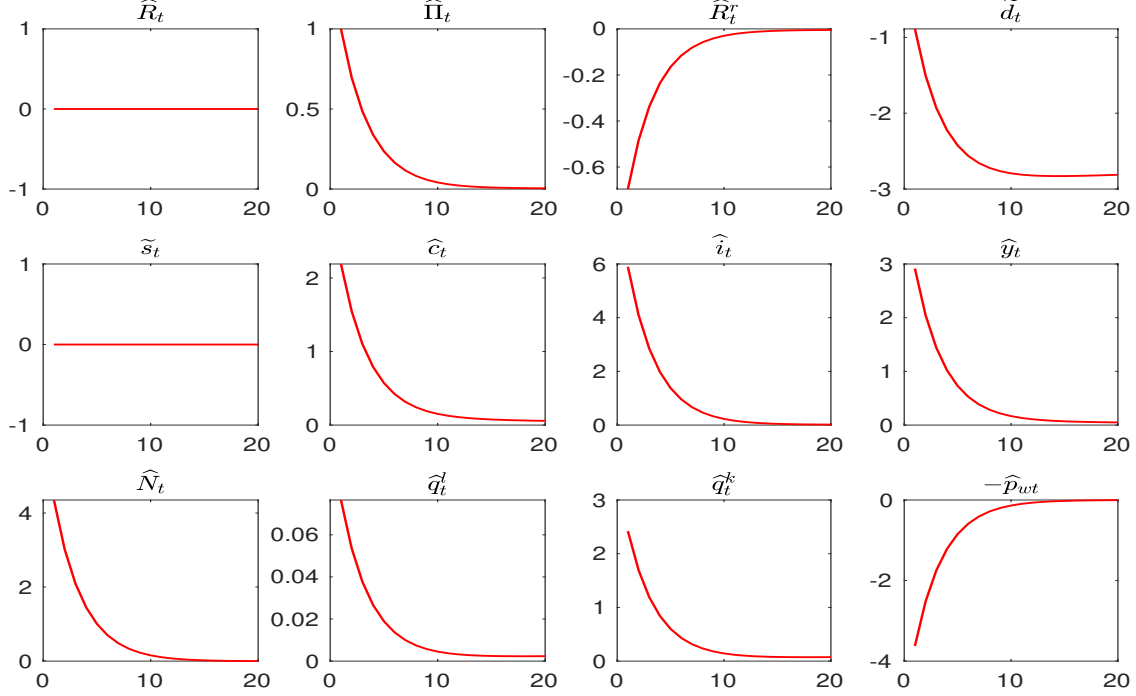 R̂_t Π̂_t R̂^r_t d̃_t
1 0 -1 0 10 20
1 0.5 0 0 10 20
0 -0.2 -0.4 -0.6 0 10 20
-1 -2 -3 0 10 20
s̃_t ĉ_t î_t ŷ_t
1 0 -1 0 10 20
2 1 0 0 10 20
6 4 2 0 0 10 20
3 2 1 0 0 10 20
N̂_t q̂^l_t q̂^k_t −p̂_{wt}
4 2 0 0 10 20
0.06 0.04 0.02 0 0 10 20
3 2 1 0 0 10 20
0 -2 -4 0 10 20